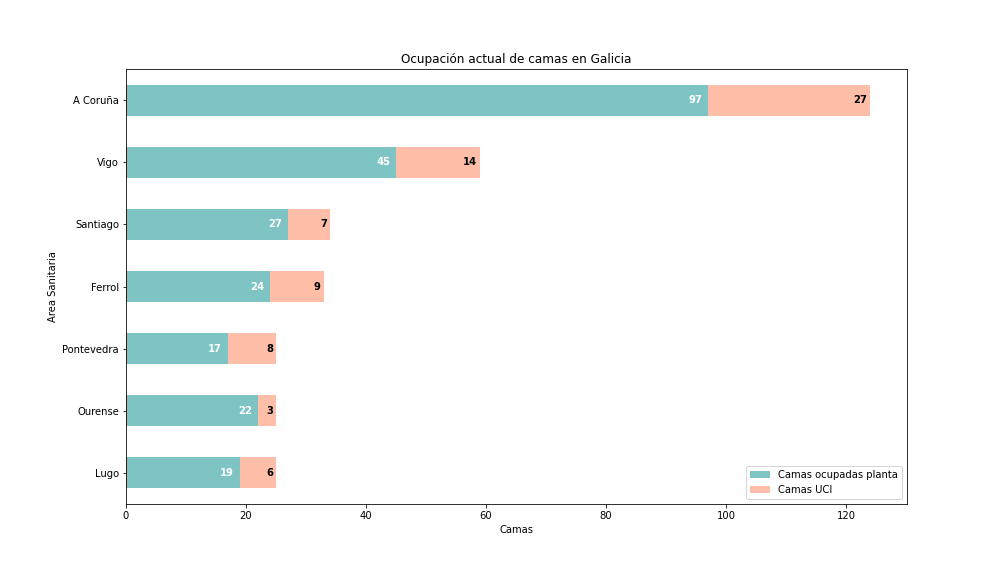 Ocupación actual de camas en Galicia
A Coruña 97 27
Vigo 45 14
Santiago 27 7
Ferrol 24 9
Pontevedra 17 8
Ourense 22 3
Lugo 19 6
Area Sanitaria
Camas ocupadas planta
Camas UCI
0 20 40 60 80 100 120
Camas